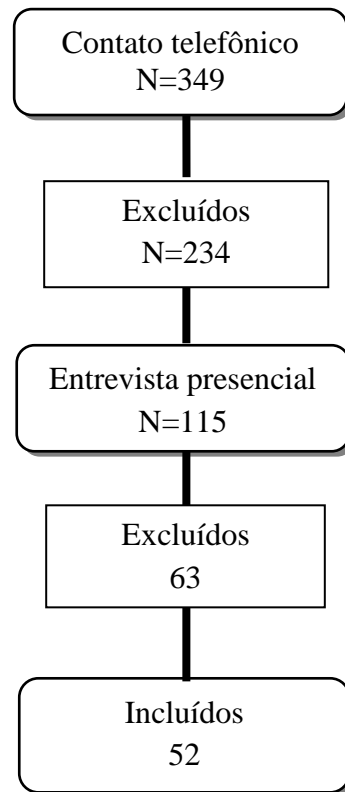 Contato telefônico
N=349
Excluídos
N=234
Entrevista presencial
N=115
Excluídos
63
Incluídos
52